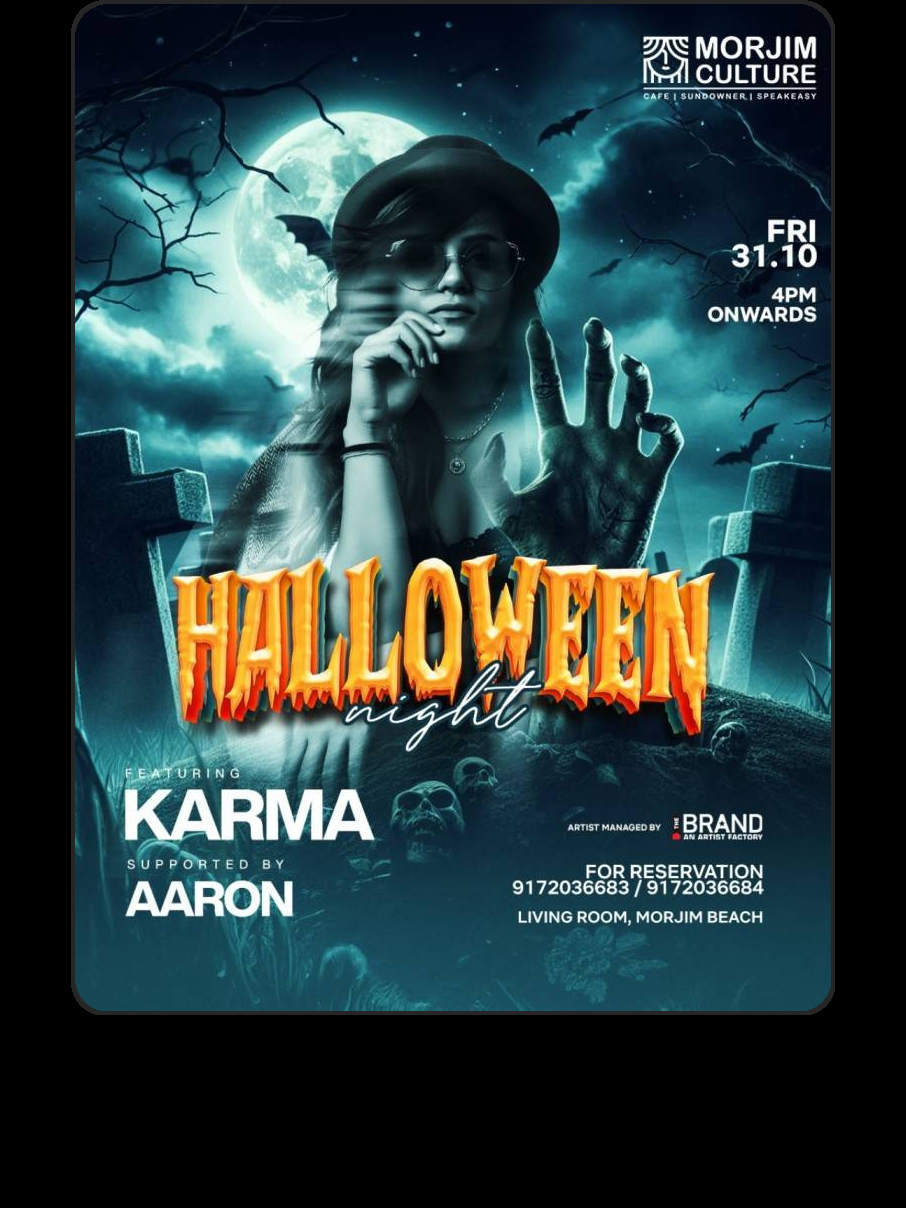 MORJIM
CULTURE
CAFE | SUNDOWNER | SPEAKEASY
FRI
31.10
4PM
ONWARDS
HALLOWEEN
night
FEATURING
KARMA
SUPPORTED BY
AARON
ARTIST MANAGED BY THE BRAND
AN ARTIST FACTORY
FOR RESERVATION
9172036683 / 9172036684
LIVING ROOM, MORJIM BEACH